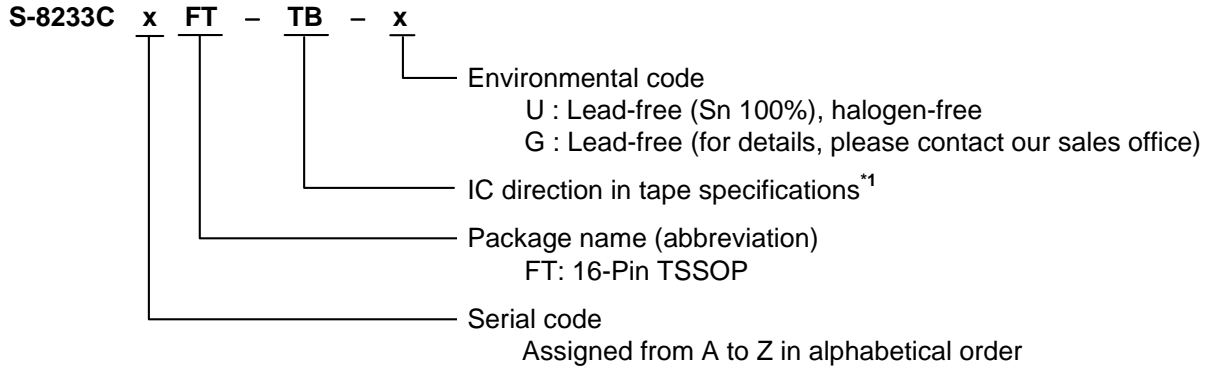 S-8233C x FT – TB – x
Environmental code
U : Lead-free (Sn 100%), halogen-free
G : Lead-free (for details, please contact our sales office)
IC direction in tape specifications*1
Package name (abbreviation)
FT: 16-Pin TSSOP
Serial code
Assigned from A to Z in alphabetical order